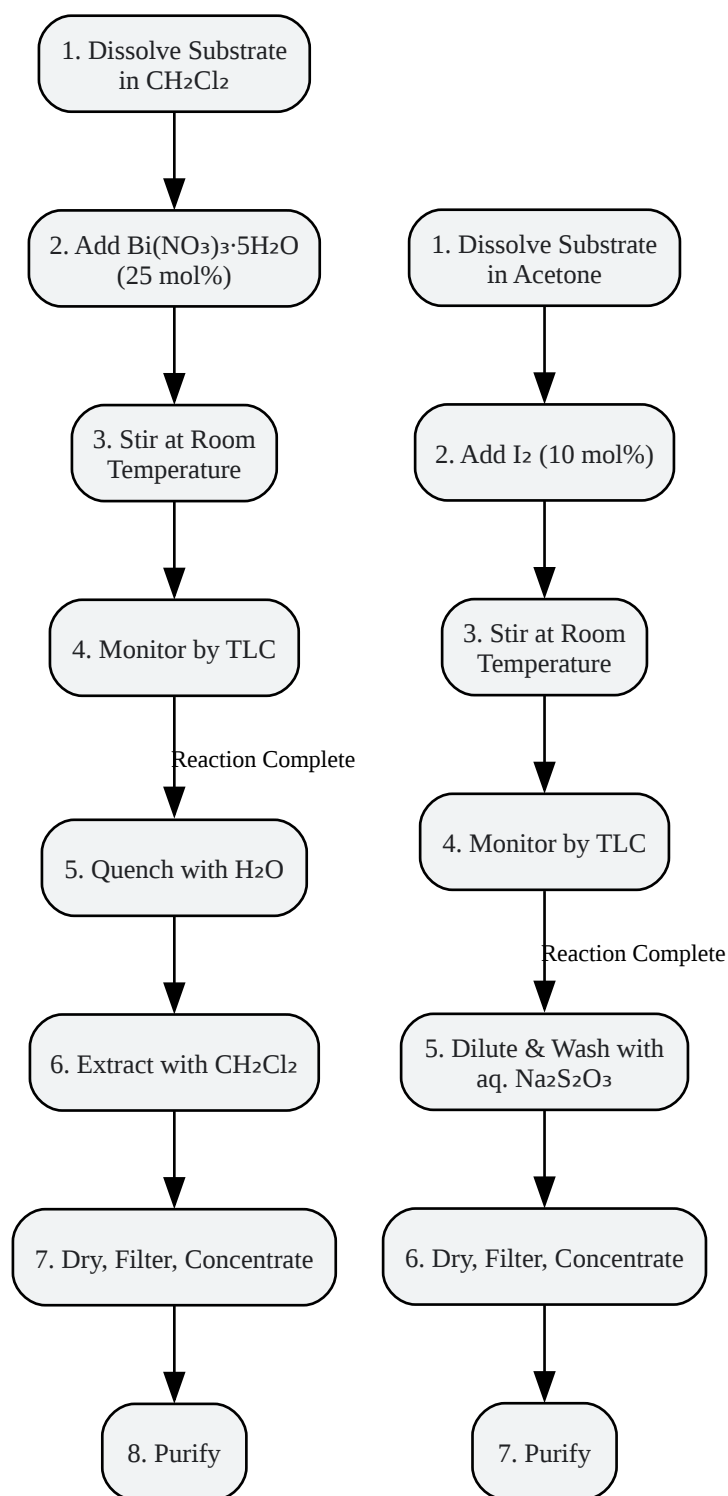 1. Dissolve Substrate
in CH₂Cl₂
2. Add Bi(NO₃)₃·5H₂O
(25 mol%)
3. Stir at Room
Temperature
4. Monitor by TLC
Reaction Complete
5. Quench with H₂O
6. Extract with CH₂Cl₂
7. Dry, Filter, Concentrate
8. Purify
1. Dissolve Substrate
in Acetone
2. Add I₂ (10 mol%)
3. Stir at Room
Temperature
4. Monitor by TLC
Reaction Complete
5. Dilute & Wash with
aq. Na₂S₂O₃
6. Dry, Filter, Concentrate
7. Purify